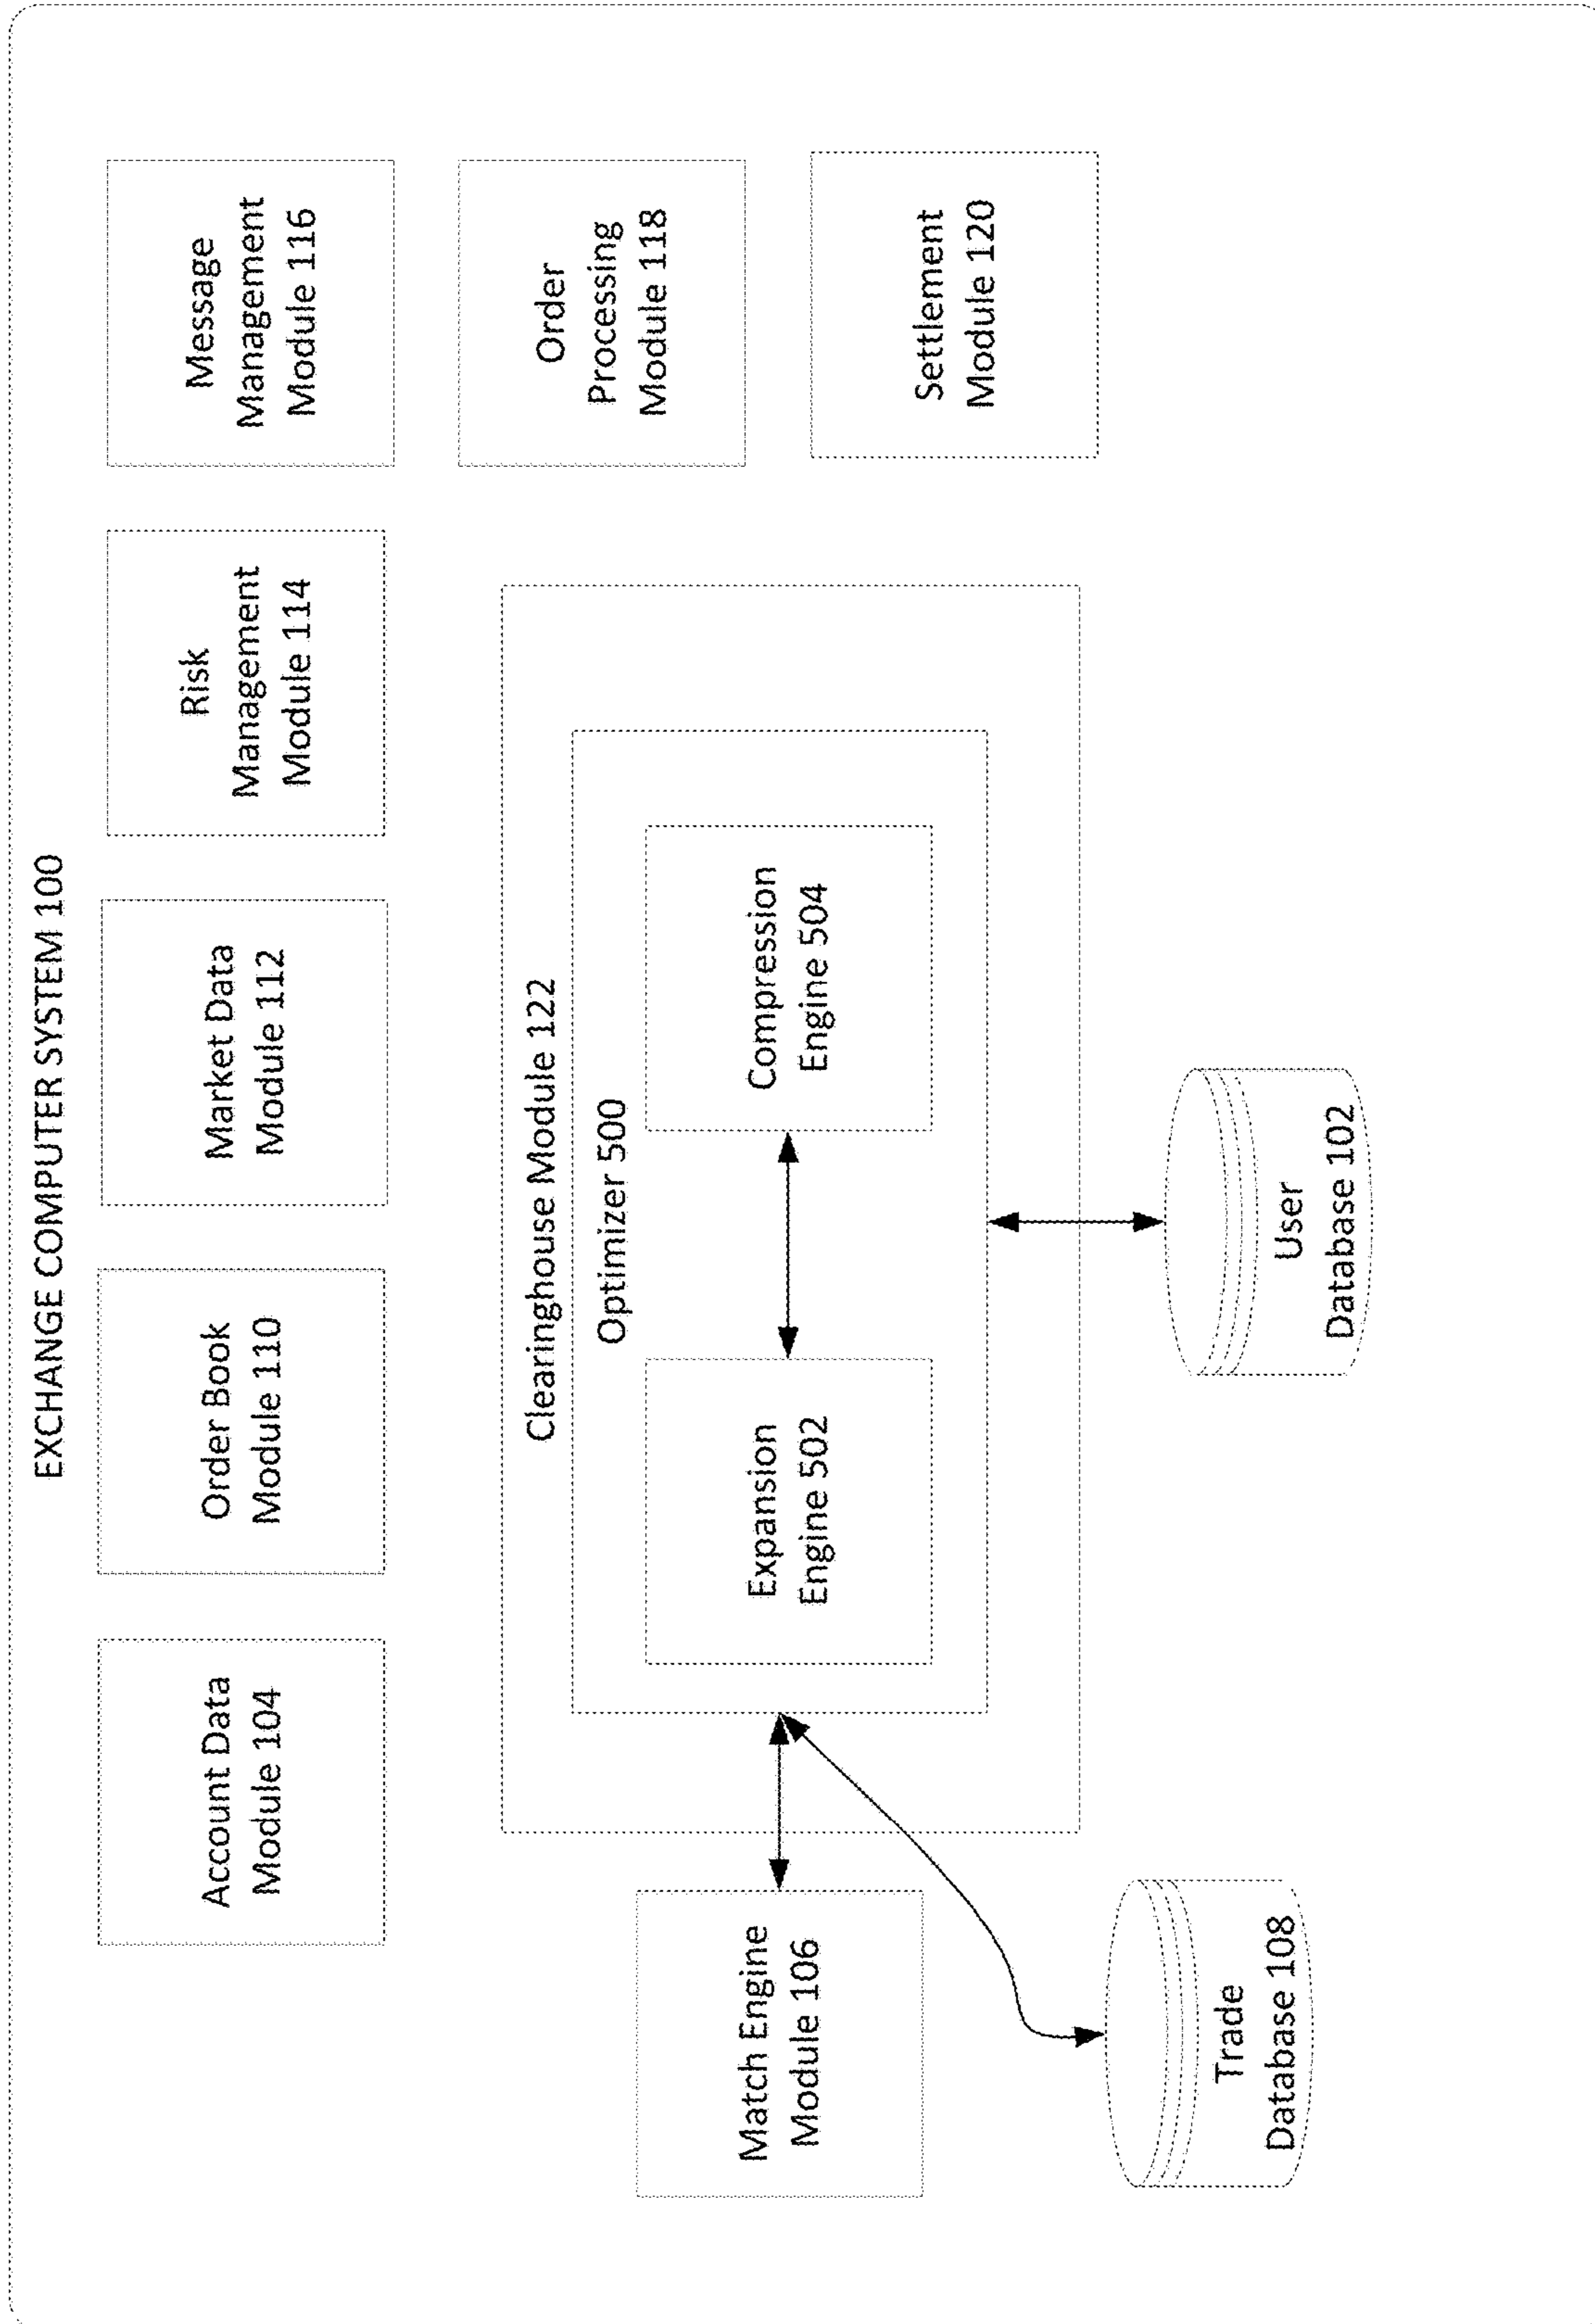 EXCHANGE COMPUTER SYSTEM 100
Account Data
Module 104
Order Book
Module 110
Market Data
Module 112
Risk
Management
Module 114
Message
Management
Module 116
Order
Processing
Module 118
Settlement
Module 120
Clearinghouse Module 122
Optimizer 500
Expansion
Engine 502
Compression
Engine 504
Match Engine
Module 106
Trade
Database 108
User
Database 102